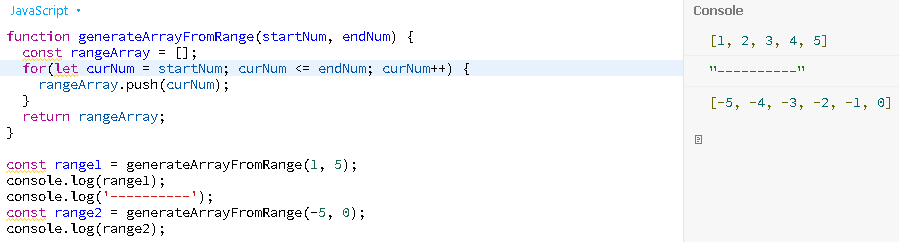 JavaScript
function generateArrayFromRange(startNum, endNum) {
  const rangeArray = [];
  for(let curNum = startNum; curNum <= endNum; curNum++) {
    rangeArray.push(curNum);
  }
  return rangeArray;
}

const range1 = generateArrayFromRange(1, 5);
console.log(range1);
console.log('----------');
const range2 = generateArrayFromRange(-5, 0);
console.log(range2);
Console
[1, 2, 3, 4, 5]
"----------"
[-5, -4, -3, -2, -1, 0]